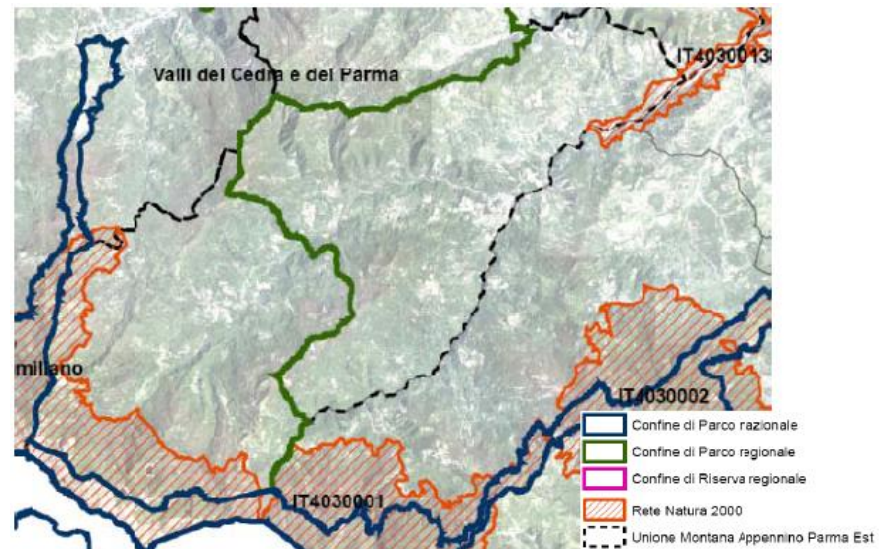 IT4030013
Valli del Cedra e del Parma
miliano
IT4030002
IT4030001
Confine di Parco nazionale
Confine di Parco regionale
Confine di Riserva regionale
Rete Natura 2000
Unione Montana Appennino Parma Est